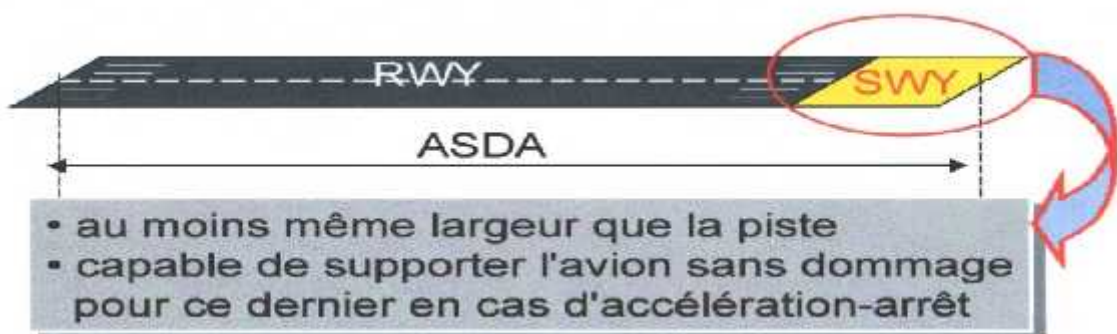 RWY SWY
ASDA
• au moins même largeur que la piste
• capable de supporter l'avion sans dommage
pour ce dernier en cas d'accélération-arrêt